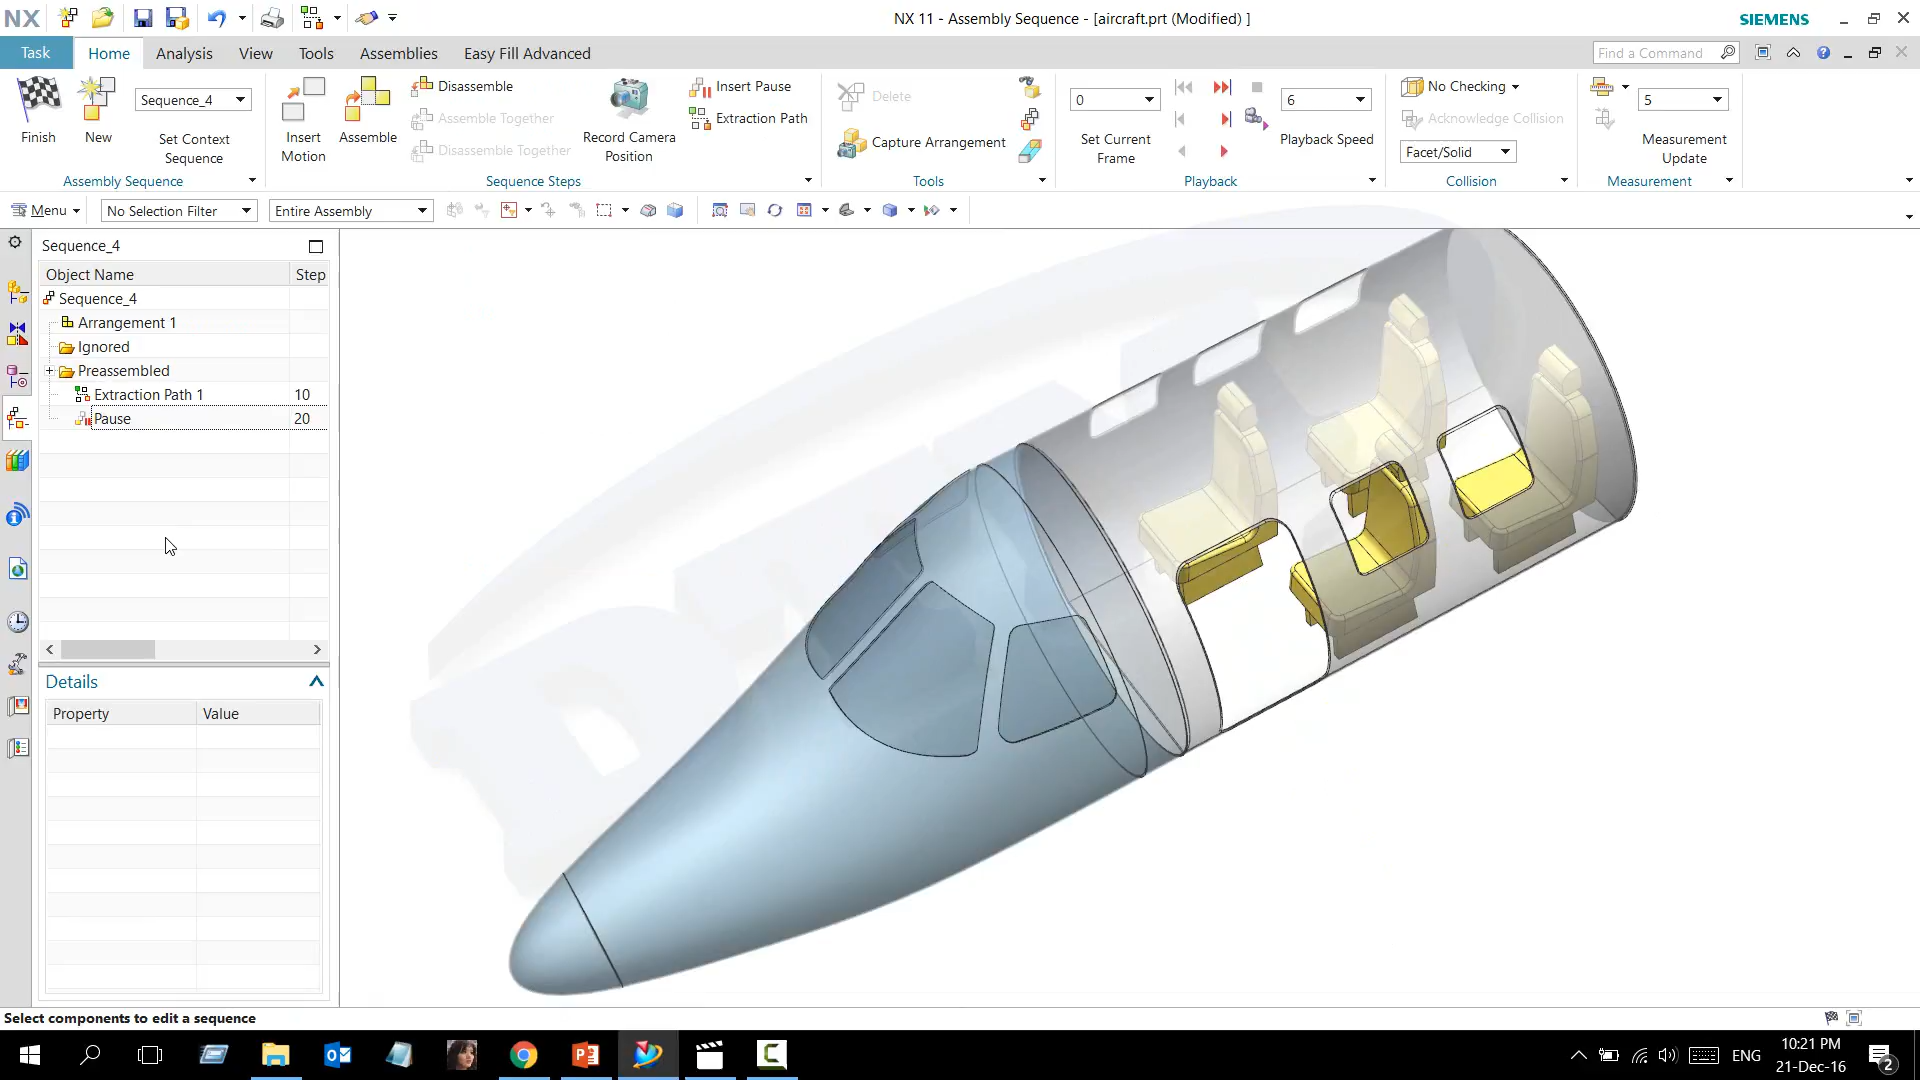 NX
NX 11 - Assembly Sequence - [aircraft.prt (Modified) ]
SIEMENS
Task
Home
Analysis
View
Tools
Assemblies
Easy Fill Advanced
Find a Command
Finish
New
Sequence_4
Set Context
Sequence
Assembly Sequence
Insert
Motion
Assemble
Disassemble
Assemble Together
Disassemble Together
Record Camera
Position
Insert Pause
Extraction Path
Sequence Steps
Delete
Capture Arrangement
Tools
0
Set Current
Frame
6
Playback Speed
Playback
No Checking
Acknowledge Collision
Facet/Solid
Collision
5
Measurement
Update
Measurement
Menu
No Selection Filter
Entire Assembly
Sequence_4
Object Name
Step
Sequence_4
Arrangement 1
Ignored
Preassembled
Extraction Path 1
10
Pause
20
Details
Property
Value
Select components to edit a sequence
ENG
10:21 PM
21-Dec-16
2